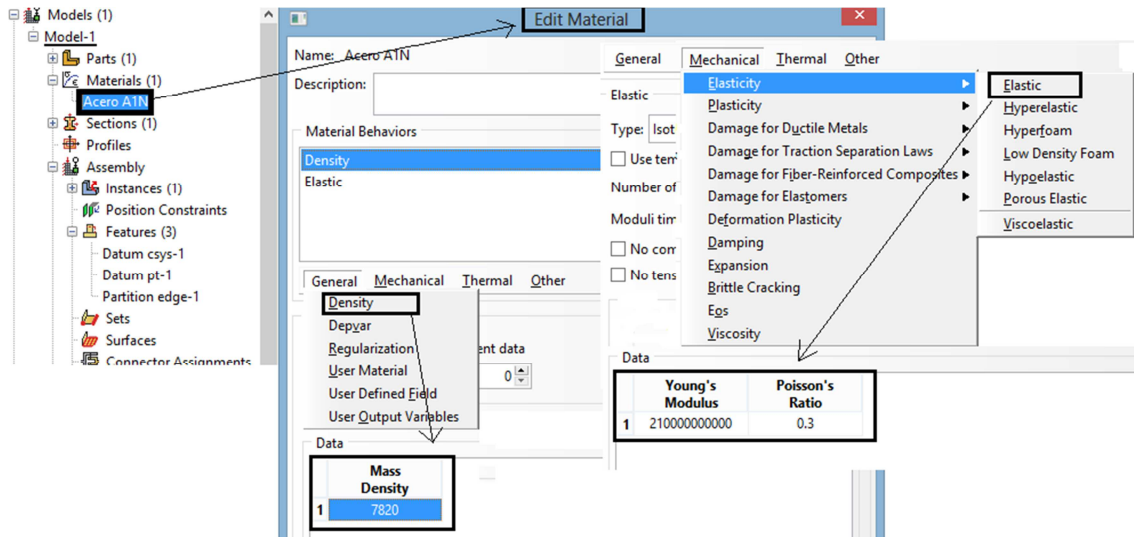 Models (1)
Model-1
Parts (1)
Materials (1)
Acero A1N
Sections (1)
Profiles
Assembly
Instances (1)
Position Constraints
Features (3)
Datum csys-1
Datum pt-1
Partition edge-1
Sets
Surfaces
Connector Assignments
Edit Material
Name: Acero A1N
Description:
Material Behaviors
Density
Elastic
General Mechanical Thermal Other
Density
Depvar
Regularization
User Material
User Defined Field
User Output Variables
ent data
0
Data
Mass
Density
1 7820
General Mechanical Thermal Other
Elastic
Type: Isot
Use tem
Number of
Moduli tim
No com
No tens
Elasticity
Plasticity
Damage for Ductile Metals
Damage for Traction Separation Laws
Damage for Fiber-Reinforced Composites
Damage for Elastomers
Deformation Plasticity
Damping
Expansion
Brittle Cracking
Eos
Viscosity
Elastic
Hyperelastic
Hyperfoam
Low Density Foam
Hypoelastic
Porous Elastic
Viscoelastic
Data
Young's Poisson's
Modulus Ratio
1 210000000000 0.3